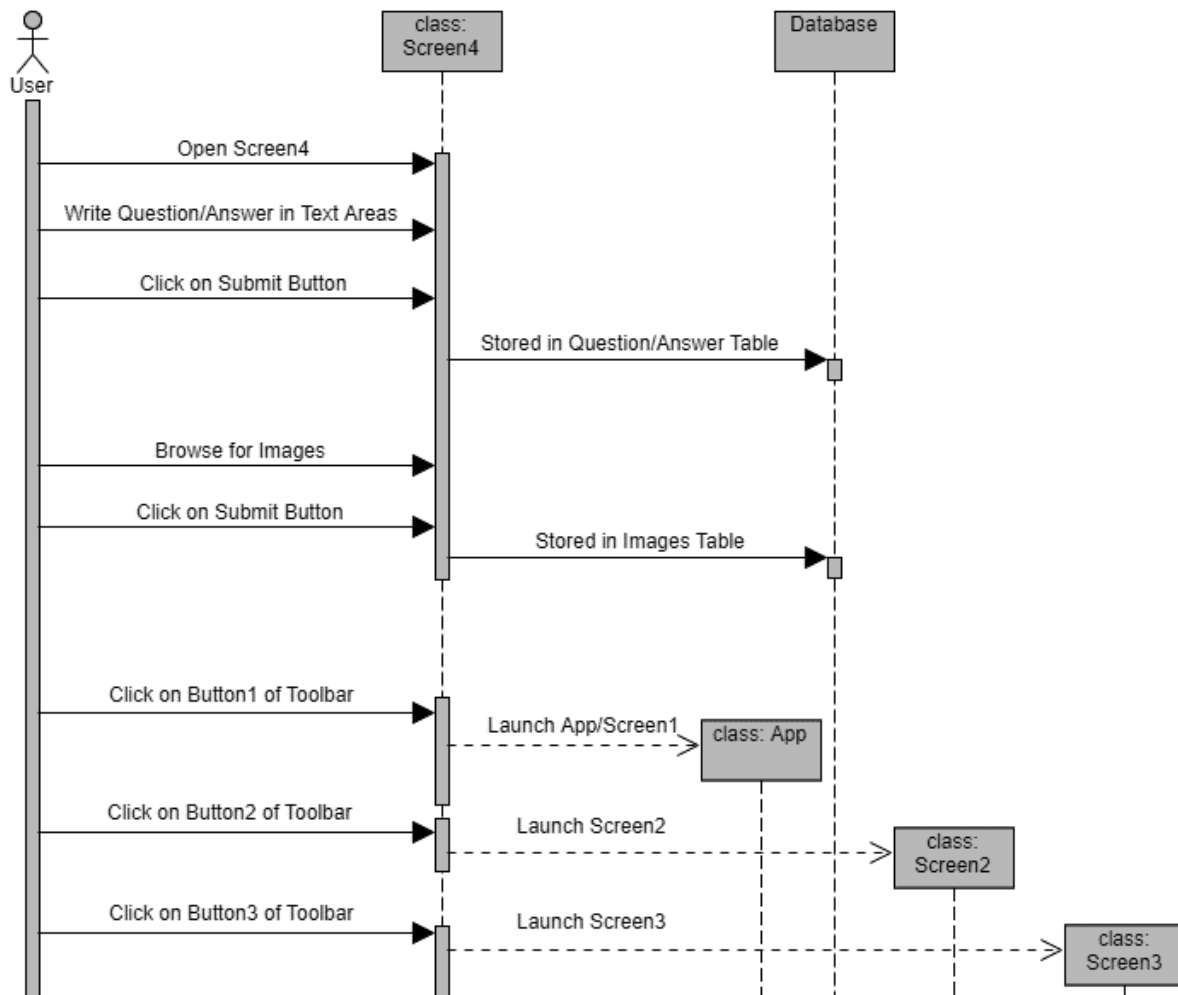 class:
Screen4
Database
User
Open Screen4
Write Question/Answer in Text Areas
Click on Submit Button
Stored in Question/Answer Table
Browse for Images
Click on Submit Button
Stored in Images Table
Click on Button1 of Toolbar
Launch App/Screen1
class: App
Click on Button2 of Toolbar
Launch Screen2
class:
Screen2
Click on Button3 of Toolbar
Launch Screen3
class:
Screen3